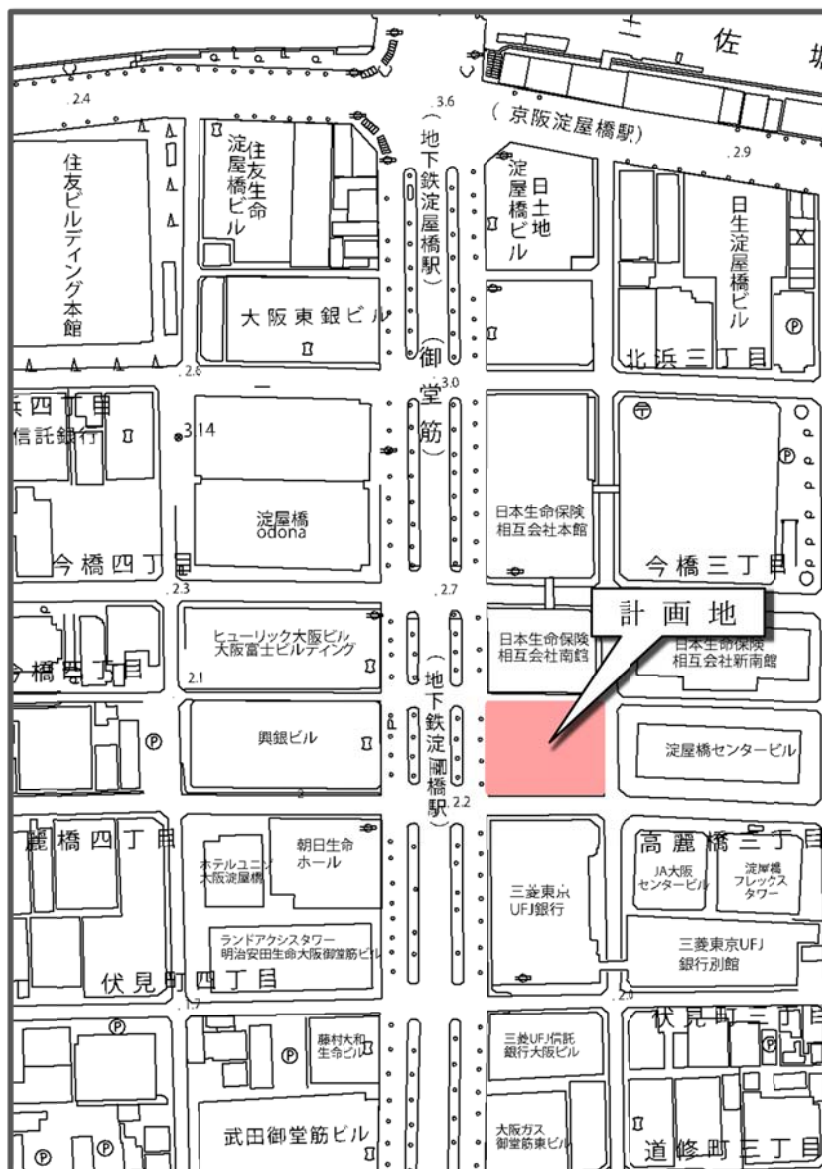 土佐堀
2.4
3.6
(京阪淀屋橋駅)
2.9
住友ビルディング本館
住友生命
淀屋橋ビル
(地下鉄淀屋橋駅)
日土地
淀屋橋ビル
日生淀屋橋ビル
大阪東銀ビル
P
北浜三丁目
2.8
(御堂筋)
3.0
浜四丁目
信託銀行
3.14
P
淀屋橋
odona
日本生命保険
相互会社本館
今橋四丁目
今橋三丁目
2.3
2.7
計画地
ヒューリック大阪ビル
大阪富士ビルディング
日本生命保険
相互会社南館
日本生命保険
相互会社新南館
今橋四丁目
2.1
(地下鉄淀屋橋駅)
P
興銀ビル
淀屋橋センタービル
2
2.2
麗橋四丁目
高麗橋三丁目
ホテルユニゾ
大阪淀屋橋
朝日生命
ホール
三菱東京
UFJ銀行
JA大阪
センタービル
淀屋橋
フレックス
タワー
ランドアクシスタワー
明治安田生命大阪御堂筋ビル
三菱東京UFJ
銀行別館
伏見町四丁目
1.7
2.0
伏見町三丁目
P
P
藤村大和
生命ビル
三菱UFJ信託
銀行大阪ビル
P
武田御堂筋ビル
大阪ガス
御堂筋東ビル
道修町三丁目
P
P